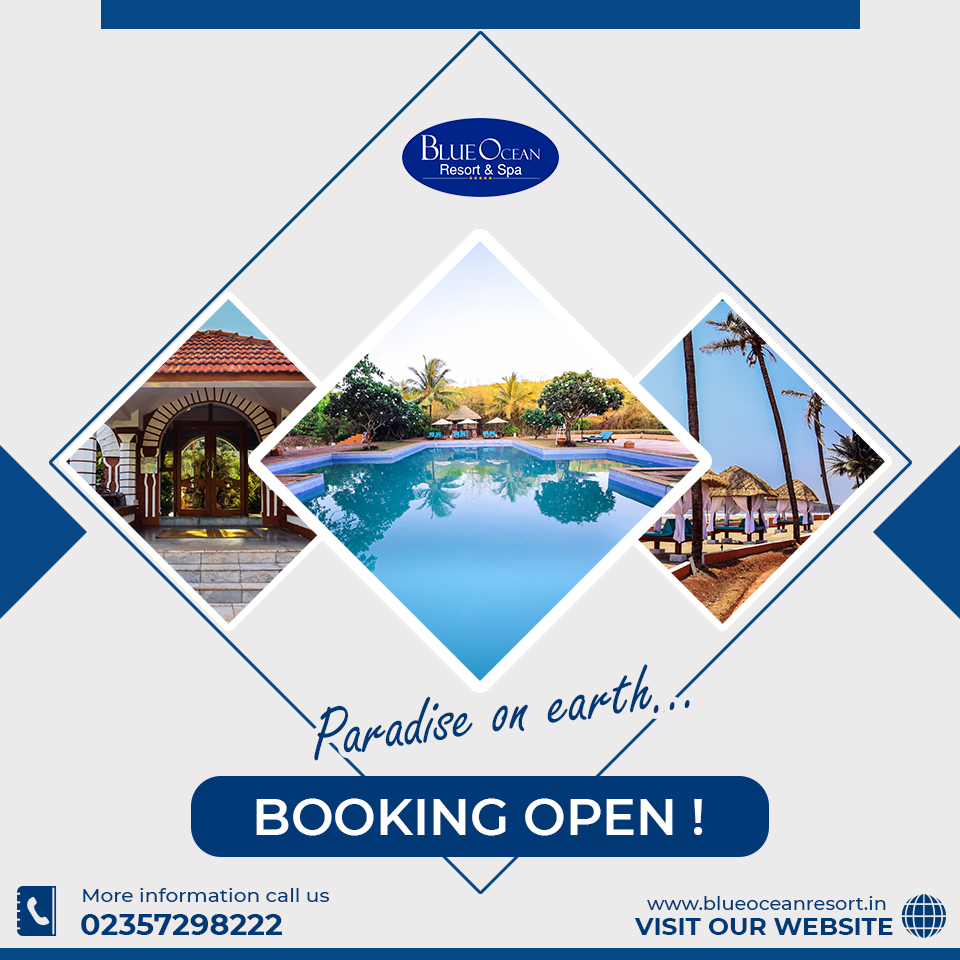 BLUE OCEAN
Resort & Spa
Paradise on earth...
BOOKING OPEN !
More information call us
02357298222
www.blueoceanresort.in
VISIT OUR WEBSITE